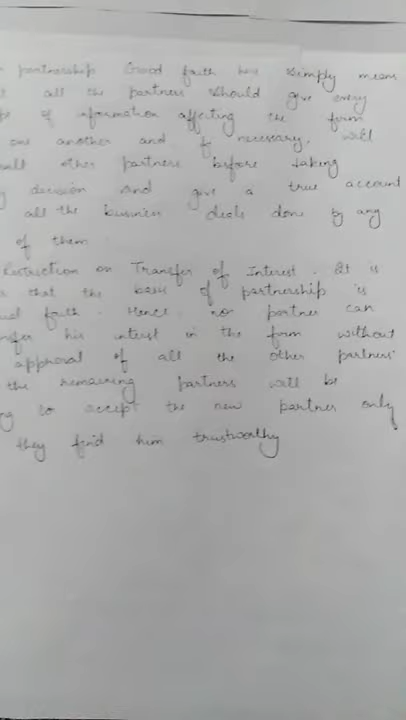 partnership Good faith here simply means
all the partners should give every
of information affecting the firm
one another and if necessary, will
other partners before taking
decision and give a true account
all the business deals done by any
of them
Restriction on Transfer of Interest. It is
that the basis of partnership is
faith. Hence no partner can
his interest in the firm without
approval of all the other partners'
the remaining partners will be
to accept the new partner only
they find him trustworthy